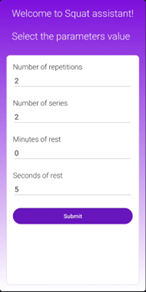 Welcome to Squat assistant!
Select the parameters value
Number of repetitions
2
Number of series
2
Minutes of rest
0
Seconds of rest
5
Submit